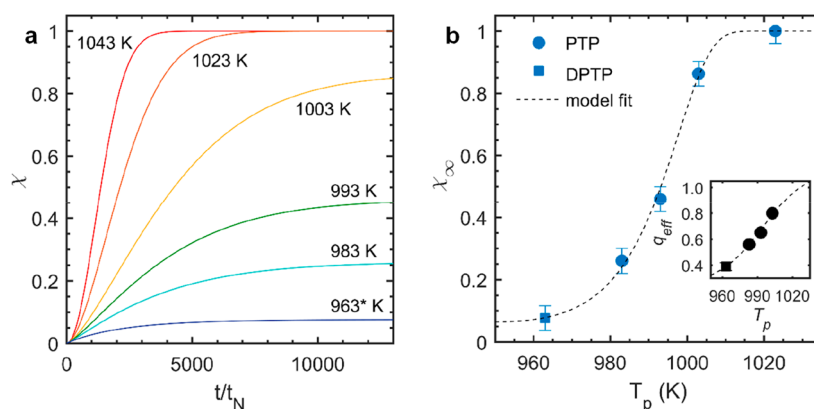 a
1
0.8
0.6
0.4
0.2
0
0
5000
10000
χ
t/t_N
1043 K
1023 K
1003 K
993 K
983 K
963* K
b
1
0.8
0.6
0.4
0.2
0
960
980
1000
1020
χ∞
T_p (K)
PTP
DPTP
model fit
1.0
0.8
0.6
0.4
960
990
1020
q_eff
T_p